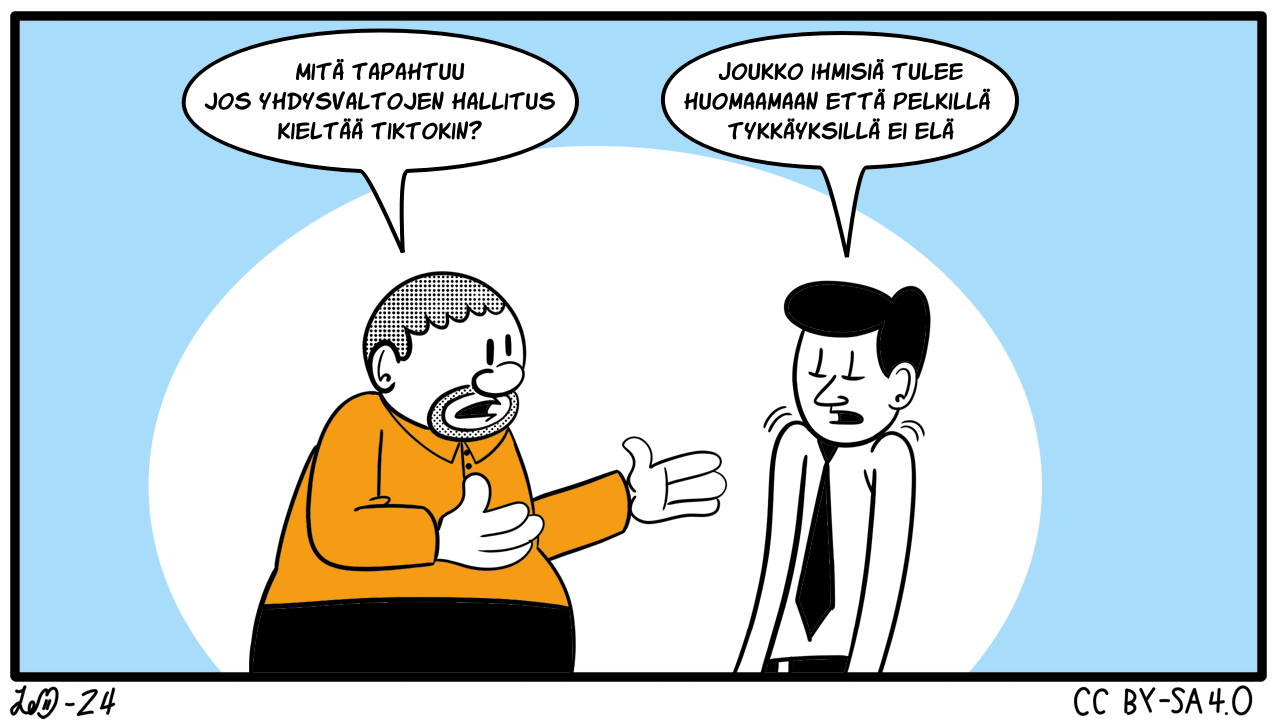 MITÄ TAPAHTUU
JOS YHDYSVALTOJEN HALLITUS
KIELTÄÄ TIKTOKIN?
JOUKKO IHMISIÄ TULEE
HUOMAAMAAN ETTÄ PELKILLÄ
TYKKÄYKSILLÄ EI ELÄ
-24
CC BY-SA 4.0